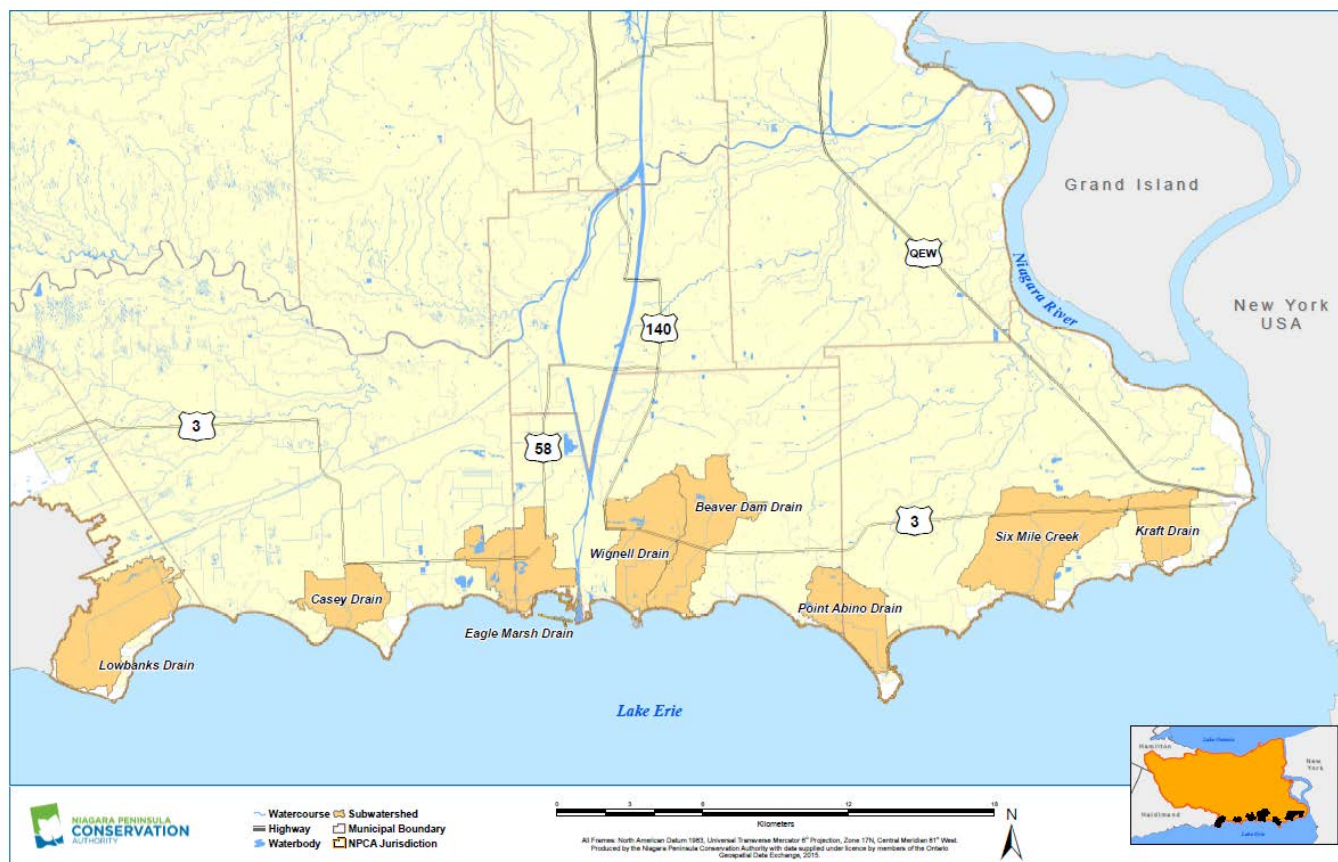 Grand Island
QEW
Niagara River
New York
USA
140
3
58
Beaver Dam Drain
3
Six Mile Creek
Kraft Drain
Wignell Drain
Casey Drain
Point Abino Drain
Eagle Marsh Drain
Lowbanks Drain
Lake Erie
Lake Ontario
Hamilton
New
York
Haldimand
Lake Erie
NIAGARA PENINSULA
CONSERVATION
AUTHORITY
Watercourse
Subwatershed
Highway
Municipal Boundary
Waterbody
NPCA Jurisdiction
0 3 6 12 18
Kilometers
N
All Frames: North American Datum 1983, Universal Transverse Mercator 6° Projection, Zone 17N, Central Meridian 81° West.
Produced by the Niagara Peninsula Conservation Authority with data supplied under licence by members of the Ontario
Geospatial Data Exchange, 2015.